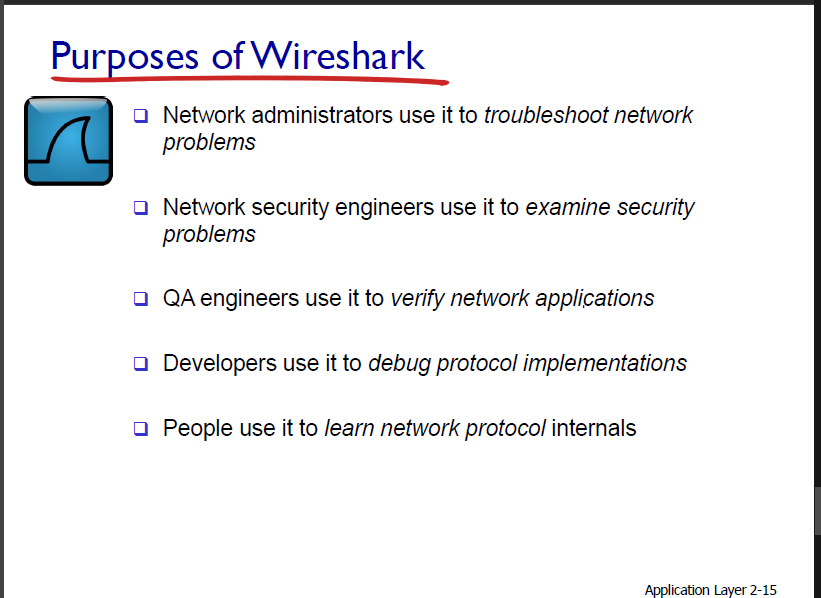 Purposes of Wireshark
❑ Network administrators use it to troubleshoot network
problems
❑ Network security engineers use it to examine security
problems
❑ QA engineers use it to verify network applications
❑ Developers use it to debug protocol implementations
❑ People use it to learn network protocol internals
Application Layer 2-15